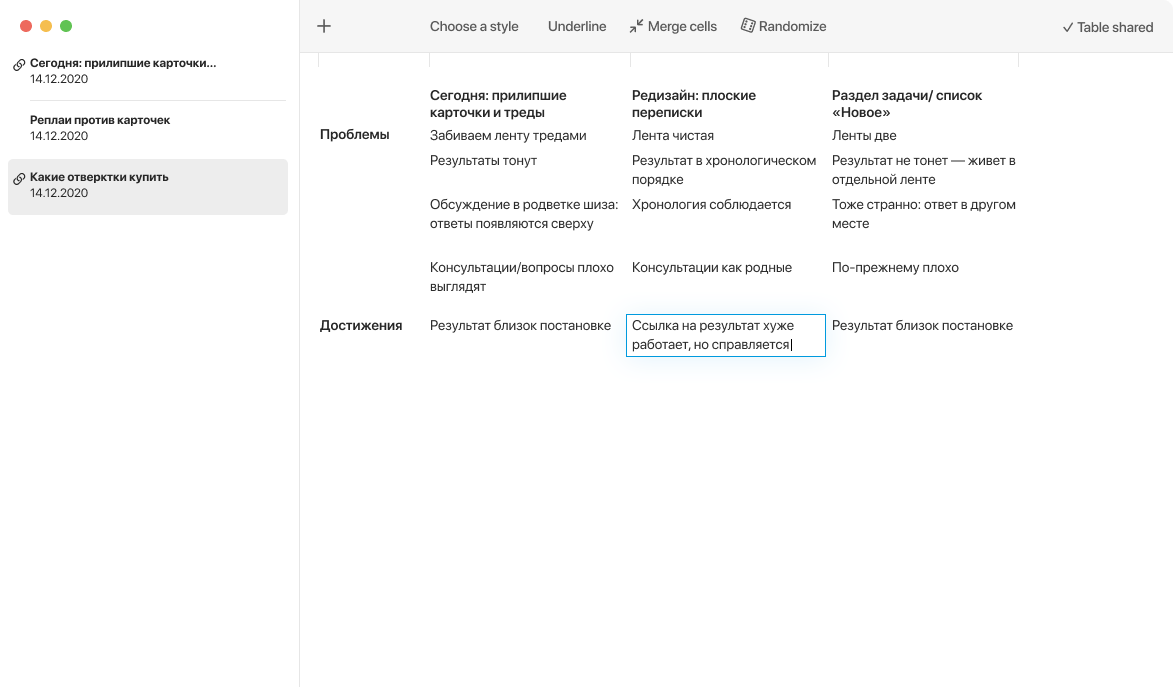 Choose a style Underline Merge cells Randomize Table shared
Сегодня: прилипшие карточки...
14.12.2020
Реплаи против карточек
14.12.2020
Какие отверктки купить
14.12.2020
Сегодня: прилипшие карточки и треды
Редизайн: плоские переписки
Раздел задачи/ список «Новое»
Проблемы
Забиваем ленту тредами
Лента чистая
Ленты две
Результаты тонут
Результат в хронологическом порядке
Результат не тонет — живет в отдельной ленте
Обсуждение в родветке шиза: ответы появляются сверху
Хронология соблюдается
Тоже странно: ответ в другом месте
Консультации/вопросы плохо выглядят
Консультации как родные
По-прежнему плохо
Достижения
Результат близок постановке
Ссылка на результат хуже работает, но справляется
Результат близок постановке